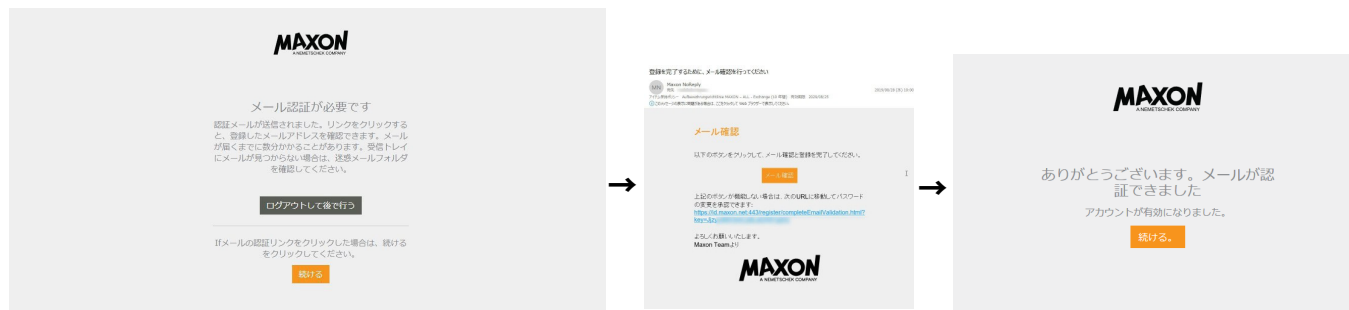 MAXON
A NEMETSCHEK COMPANY
メール認証が必要です
認証メールが送信されました。リンクをクリックする
と、登録したメールアドレスを確認できます。メール
が届くまでに数分かかることがあります。受信トレイ
にメールが見つからない場合は、迷惑メールフォルダ
を確認してください。
ログアウトして後で行う
Ifメールの認証リンクをクリックした場合は、続ける
をクリックしてください。
続ける
→
登録を完了するために、メール確認を行ってください
Maxon NoReply
メール確認
以下のボタンをクリックして、メール確認と登録を完了してください。
メール確認
上記のボタンが機能しない場合は、次のURLに移動してパスワード
の変更を承認できます:
https://id.maxon.net:443/register/completeEmailValidation.html?
よろしくお願いいたします。
Maxon Teamより
MAXON
A NEMETSCHEK COMPANY
→
MAXON
A NEMETSCHEK COMPANY
ありがとうございます。メールが認
証できました
アカウントが有効になりました。
続ける。